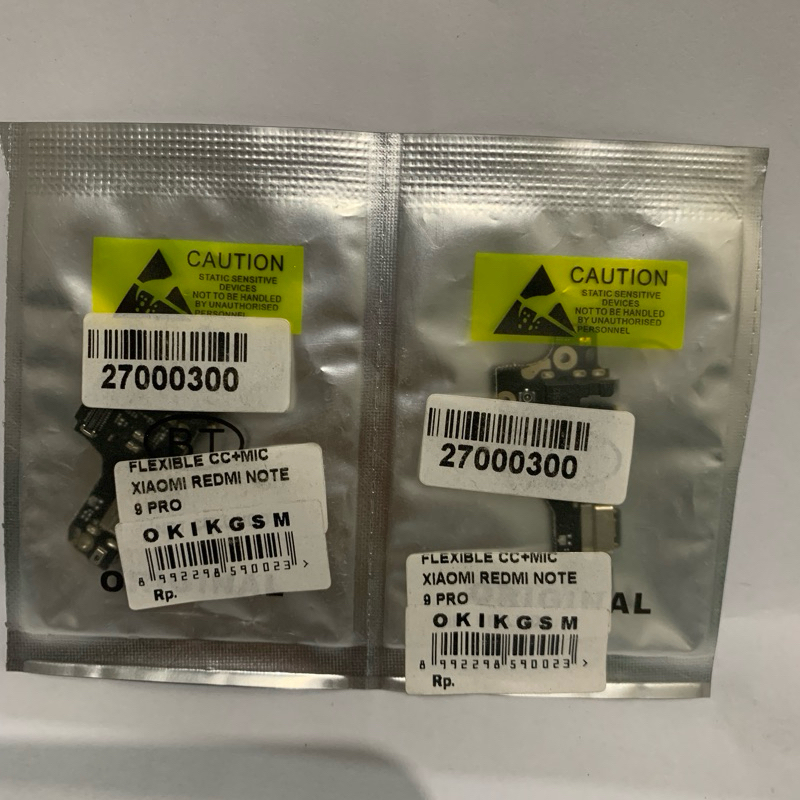 CAUTION
STATIC SENSITIVE
DEVICES
NOT TO BE HANDLED
BY UNAUTHORISED
PERSONNEL
27000300
BT
FLEXIBLE CC+MIC
XIAOMI REDMI NOTE
9 PRO
OKIKGSM
8 992298 590023 >
Rp.
CAUTION
STATIC SENSITIVE
DEVICES
NOT TO BE HANDLED
BY UNAUTHORISED
PERSONNEL
27000300
FLEXIBLE CC+MIC
XIAOMI REDMI NOTE
9 PRO
ORIGINAL
OKIKGSM
8 992298 590023 >
Rp.